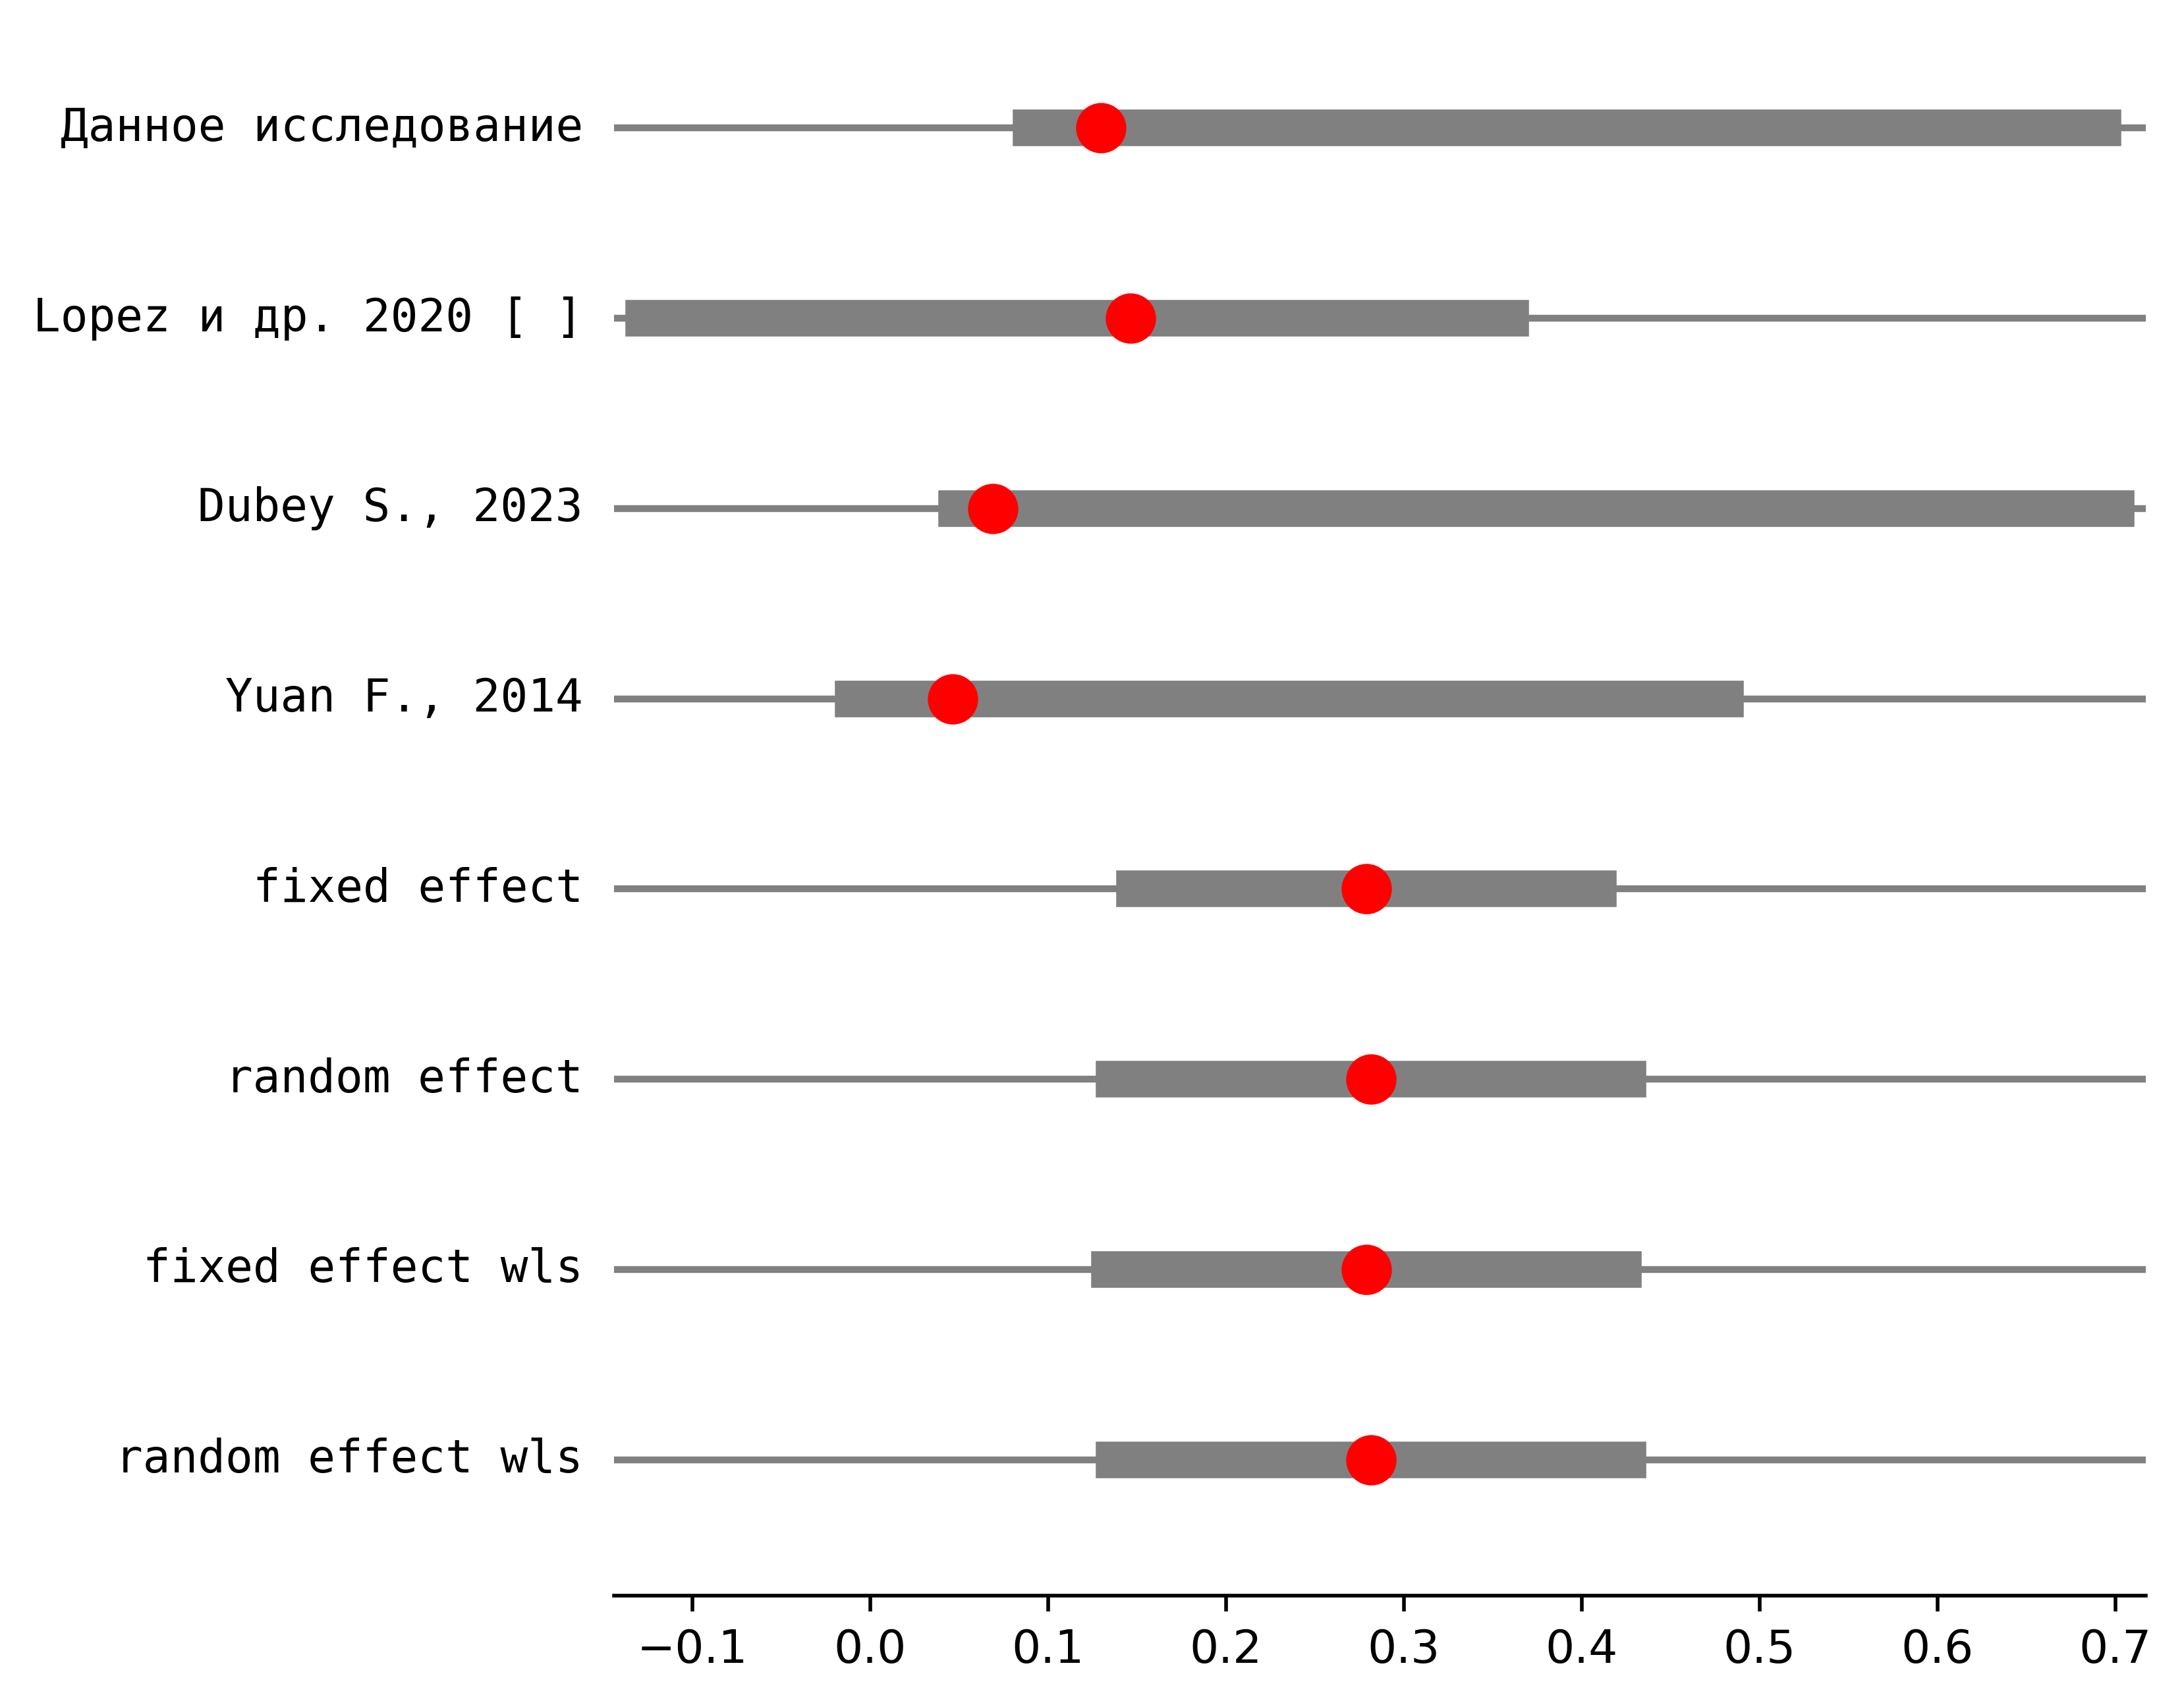 Данное исследование
Lopez и др. 2020 [ ]
Dubey S., 2023
Yuan F., 2014
fixed effect
random effect
fixed effect wls
random effect wls
−0.1 0.0 0.1 0.2 0.3 0.4 0.5 0.6 0.7